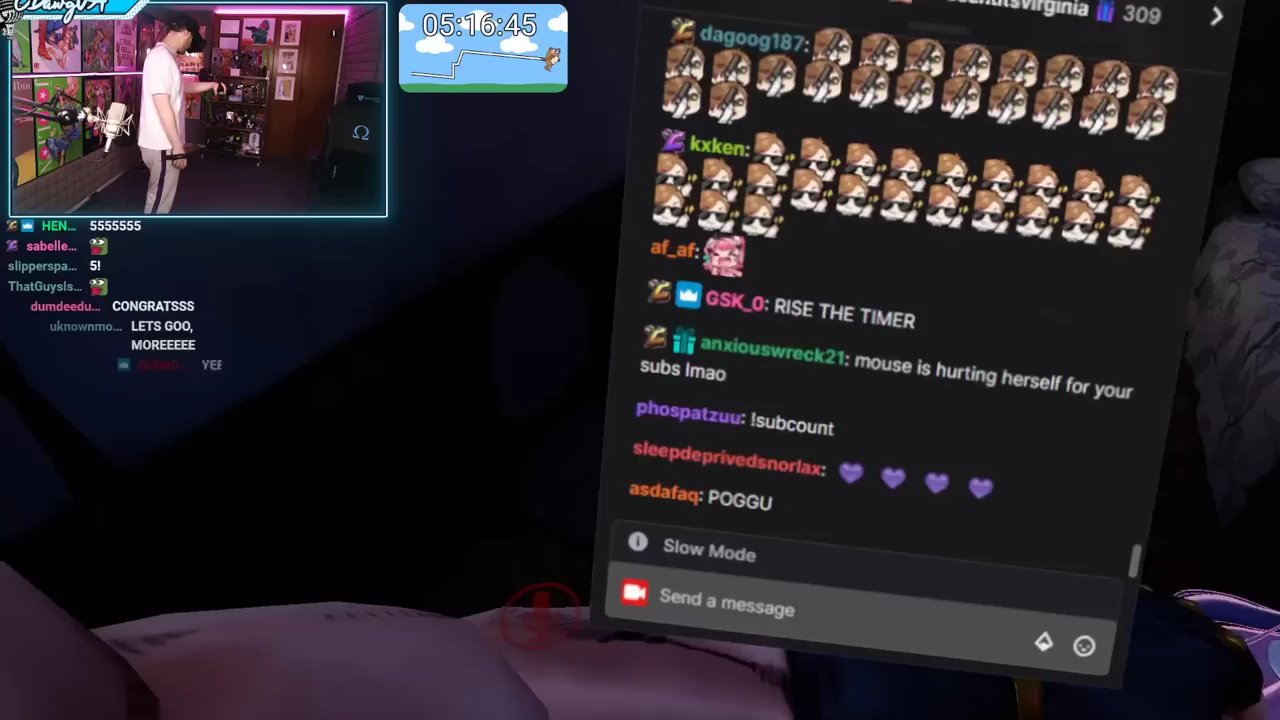 CDawgVA
05:16:45
HEN... 5555555
sabelle...
slipperspa... 5!
ThatGuysIs...
dumdeedu... CONGRATSSS
uknownmo... LETS GOO,
MOREEEEE
YEE
309
dagoog187:
kxken:
af_af:
GSK_0: RISE THE TIMER
anxiouswreck21: mouse is hurting herself for your
subs lmao
phospatzuu: !subcount
sleepdeprivedsnorlax:
asdafaq: POGGU
Slow Mode
Send a message